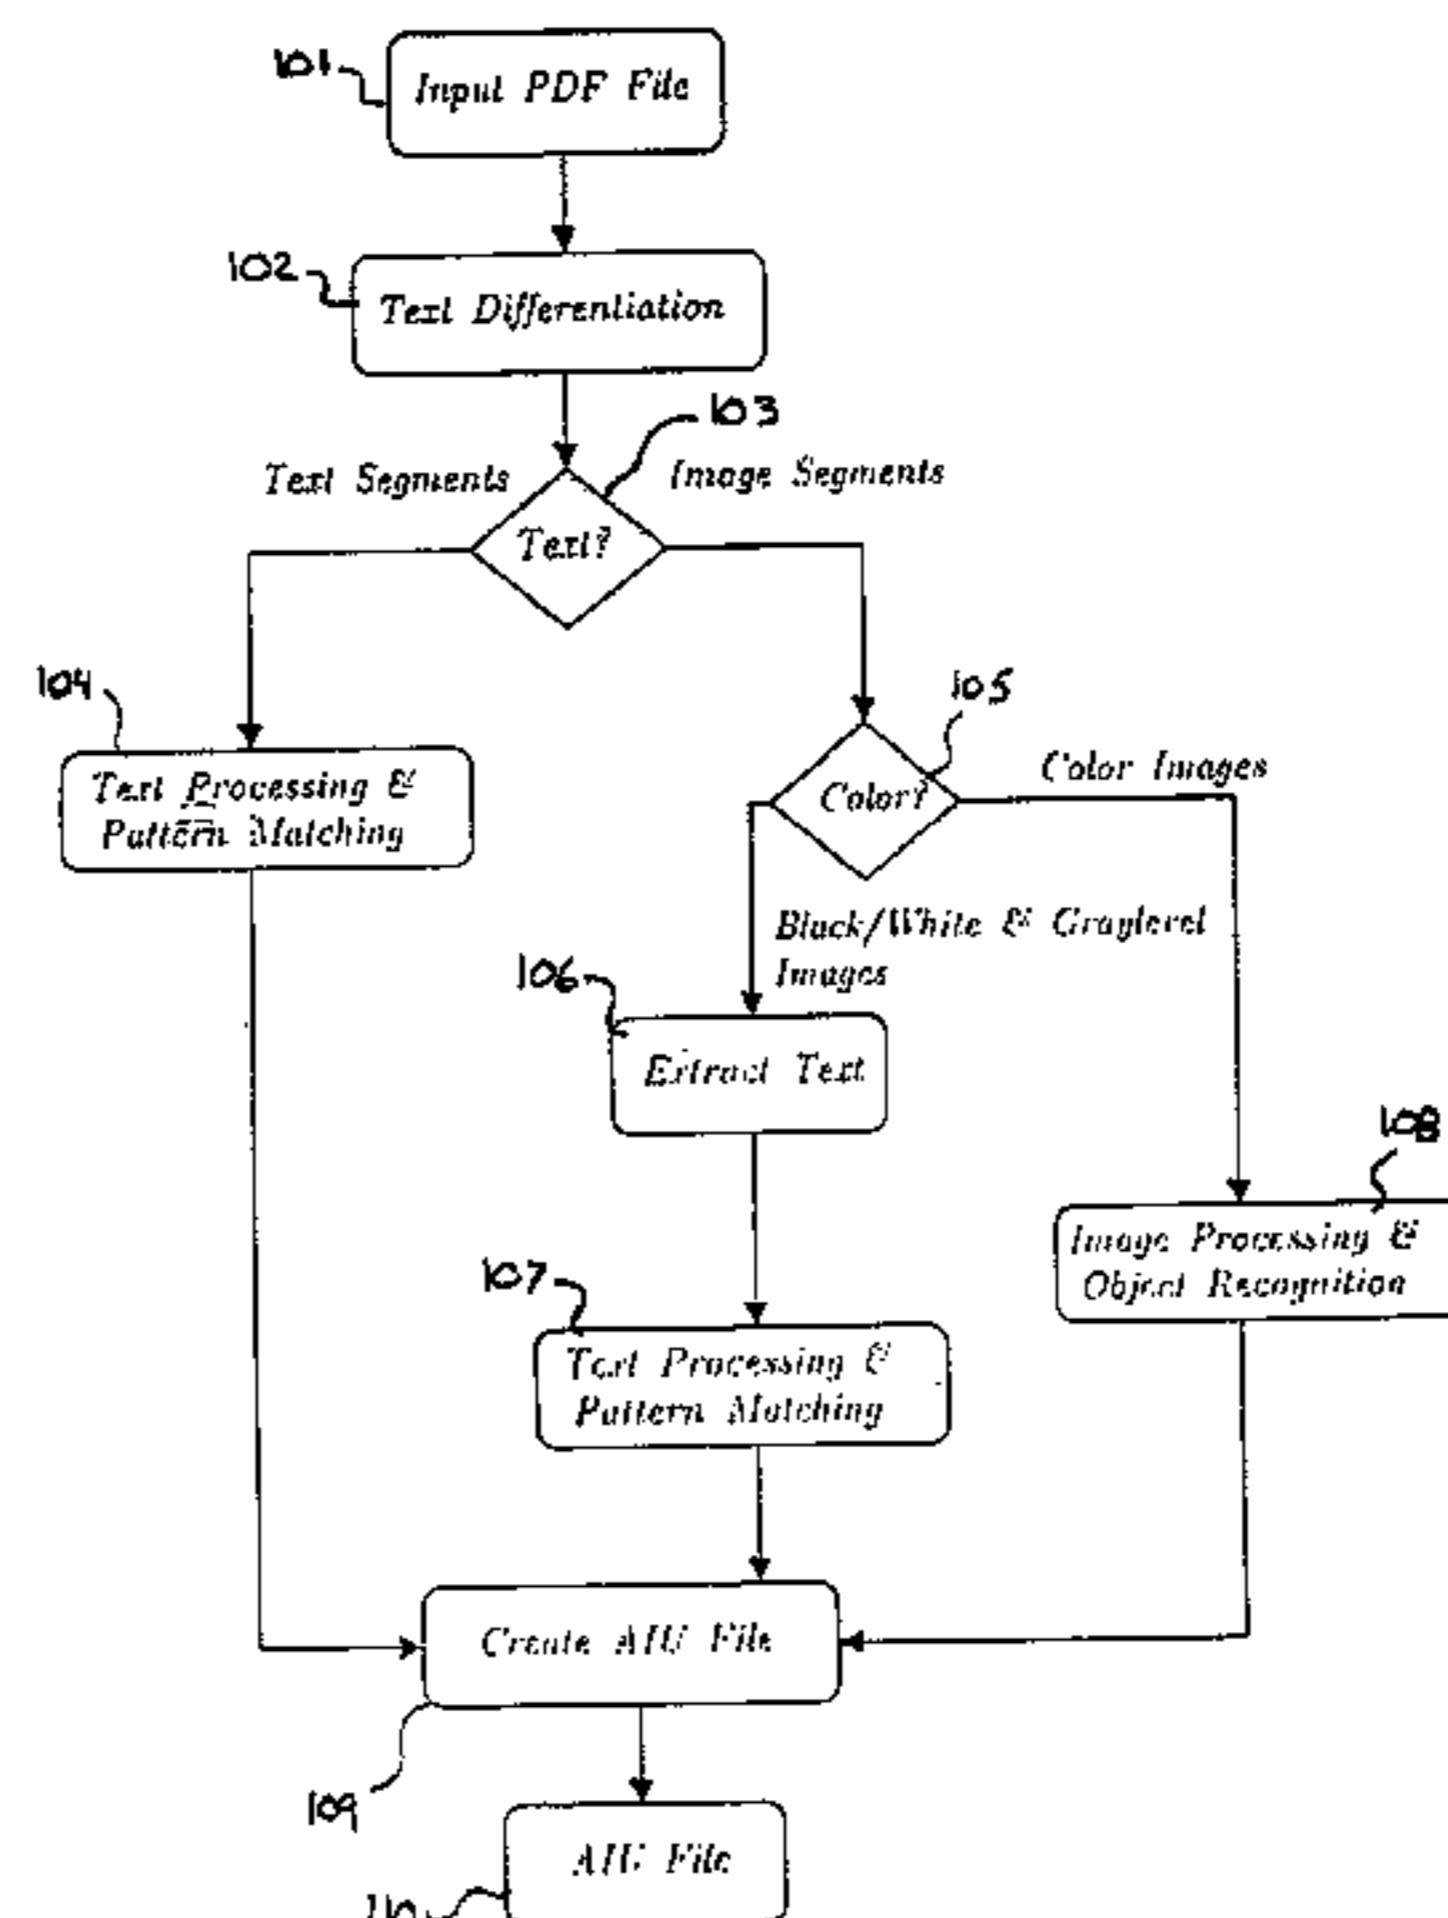 101
Input PDF File
102
Text Differentiation
103
Text Segments
Image Segments
Text?
104
105
Text Processing &
Pattern Matching
Color?
Color Images
Black/White & Graylevel
Images
106
Extract Text
108
Image Processing &
Object Recognition
107
Text Processing &
Pattern Matching
Create AIU File
109
AIU File
110